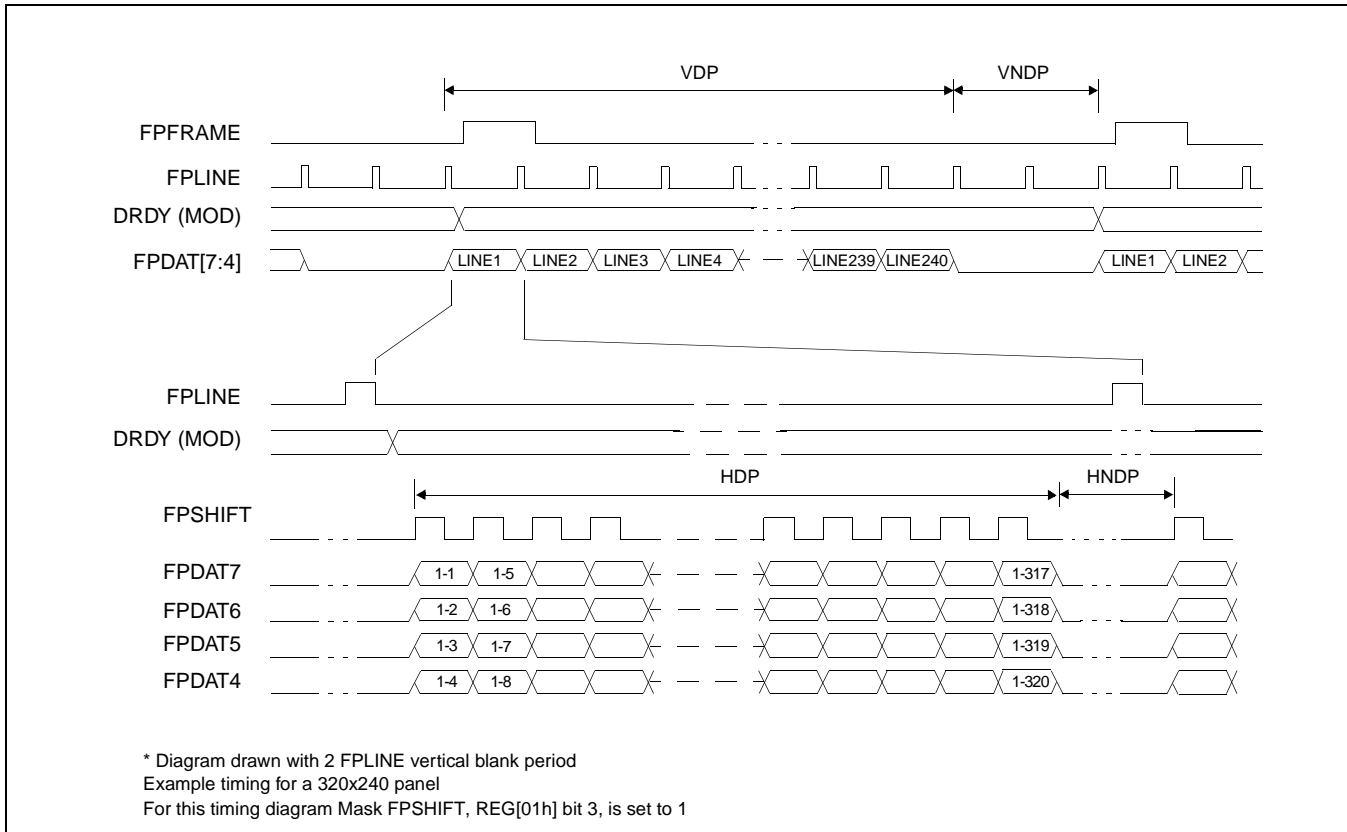 VDP VNDP
FPFRAME
FPLINE
DRDY (MOD)
FPDAT[7:4] LINE1 LINE2 LINE3 LINE4 LINE239 LINE240 LINE1 LINE2
FPLINE
DRDY (MOD)
HDP HNDP
FPSHIFT
FPDAT7 1-1 1-5 1-317
FPDAT6 1-2 1-6 1-318
FPDAT5 1-3 1-7 1-319
FPDAT4 1-4 1-8 1-320
* Diagram drawn with 2 FPLINE vertical blank period
Example timing for a 320x240 panel
For this timing diagram Mask FPSHIFT, REG[01h] bit 3, is set to 1